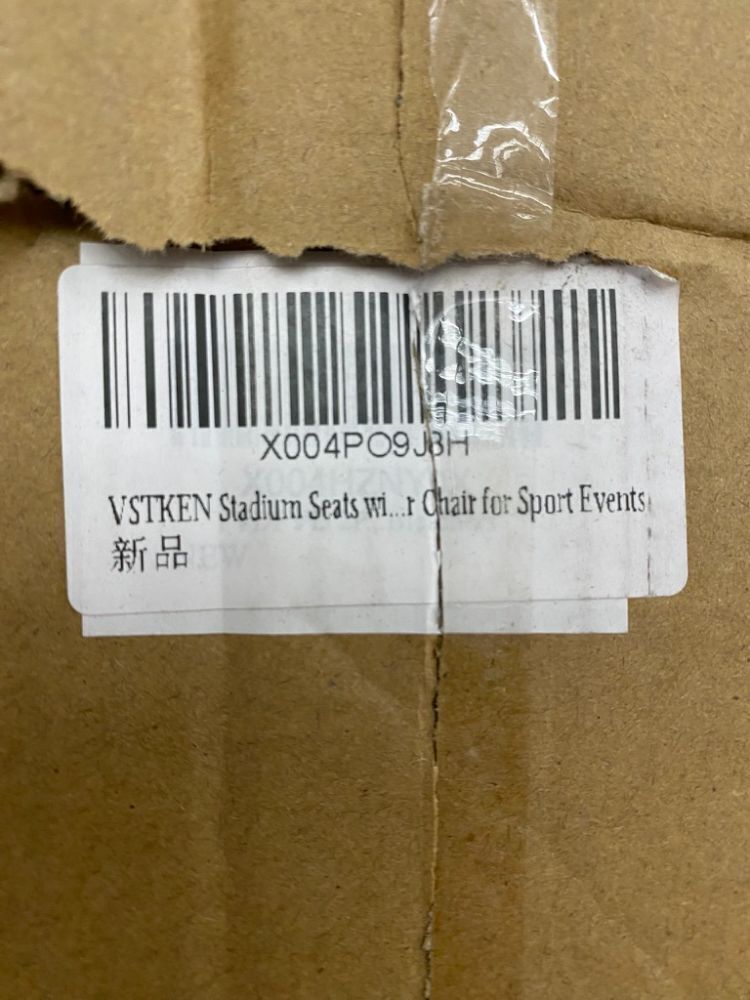 X004PO9J8H
VSTKEN Stadium Seats wi...r Chair for Sport Events
新品